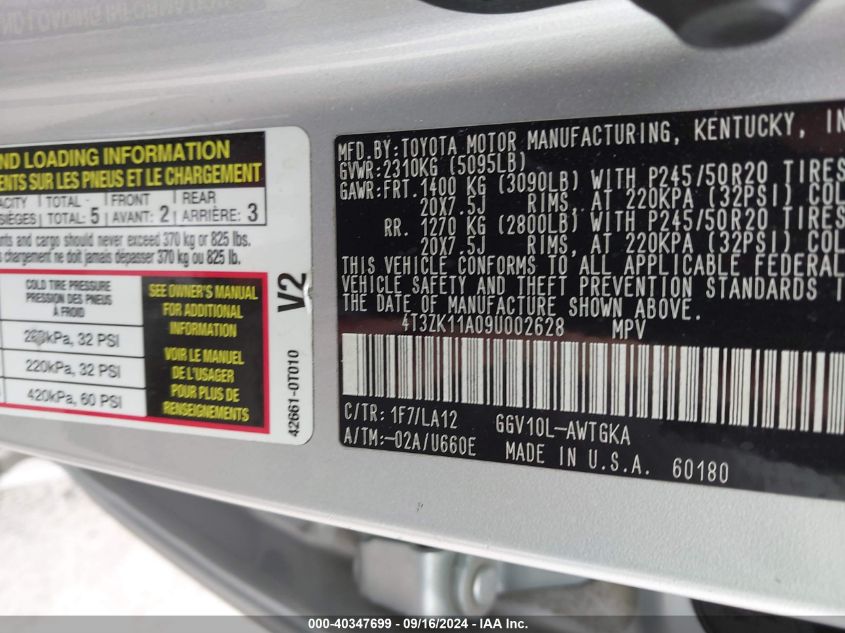 ND LOADING INFORMATION
ENTS SUR LES PNEUS ET LE CHARGEMENT
ACITY TOTAL FRONT REAR
SIÈGES: TOTAL: 5 AVANT: 2 ARRIÈRE: 3
nts and cargo should never exceed 370 kg or 825 lbs.
chargement ne doit jamais dépasser 370 kg ou 825 lb.
COLD TIRE PRESSURE
PRESSION DES PNEUS
À FROID
kPa, 32 PSI
220kPa, 32 PSI
420kPa, 60 PSI
SEE OWNER'S MANUAL
FOR ADDITIONAL
INFORMATION
VOIR LE MANUEL
DE L'USAGER
POUR PLUS DE
RENSEIGNEMENTS
V2
42661-0T010
MFD.BY:TOYOTA MOTOR MANUFACTURING, KENTUCKY, IN
GVWR:2310KG (5095LB)
GAWR:FRT.1400 KG (3090LB) WITH P245/50R20 TIRES
20X7.5J RIMS, AT 220KPA (32PSI) COL
RR. 1270 KG (2800LB) WITH P245/50R20 TIRES
20X7.5J RIMS, AT 220KPA (32PSI) COL
THIS VEHICLE CONFORMS TO ALL APPLICABLE FEDERAL
VEHICLE SAFETY AND THEFT PREVENTION STANDARDS I
THE DATE OF MANUFACTURE SHOWN ABOVE.
4T3ZK11A09U002628 MPV
C/TR: 1F7/LA12 GGV10L-AWTGKA
A/TM:-02A/U660E MADE IN U.S.A. 60180
000-40347699 - 09/16/2024 - IAA Inc.